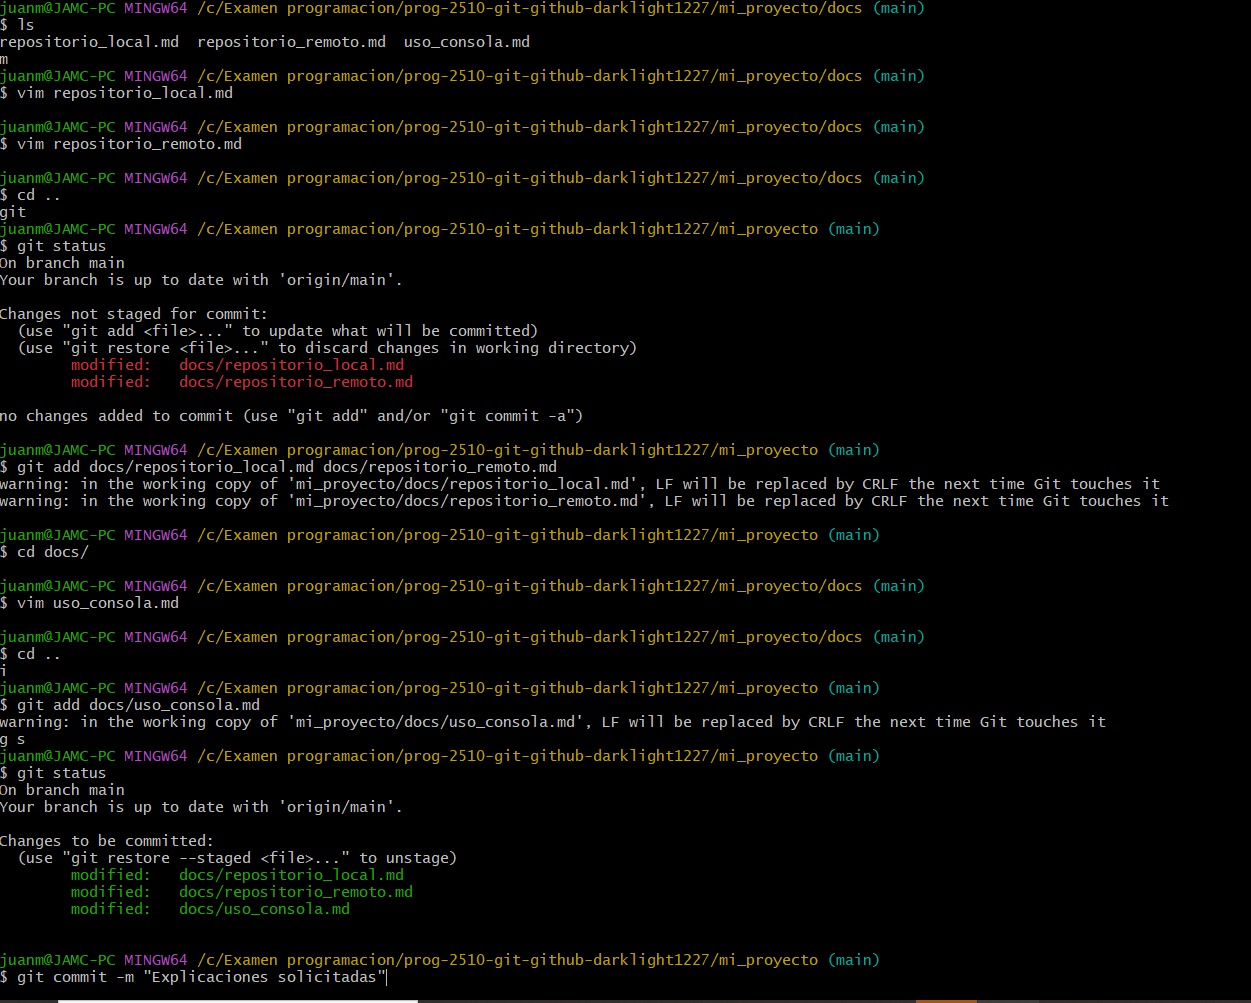 juanm@JAMC-PC MINGW64 /c/Examen programacion/prog-2510-git-github-darklight1227/mi_proyecto/docs (main)
$ ls
repositorio_local.md  repositorio_remoto.md  uso_consola.md
m
juanm@JAMC-PC MINGW64 /c/Examen programacion/prog-2510-git-github-darklight1227/mi_proyecto/docs (main)
$ vim repositorio_local.md

juanm@JAMC-PC MINGW64 /c/Examen programacion/prog-2510-git-github-darklight1227/mi_proyecto/docs (main)
$ vim repositorio_remoto.md

juanm@JAMC-PC MINGW64 /c/Examen programacion/prog-2510-git-github-darklight1227/mi_proyecto/docs (main)
$ cd ..
git
juanm@JAMC-PC MINGW64 /c/Examen programacion/prog-2510-git-github-darklight1227/mi_proyecto (main)
$ git status
On branch main
Your branch is up to date with 'origin/main'.

Changes not staged for commit:
  (use "git add <file>..." to update what will be committed)
  (use "git restore <file>..." to discard changes in working directory)
        modified:   docs/repositorio_local.md
        modified:   docs/repositorio_remoto.md

no changes added to commit (use "git add" and/or "git commit -a")

juanm@JAMC-PC MINGW64 /c/Examen programacion/prog-2510-git-github-darklight1227/mi_proyecto (main)
$ git add docs/repositorio_local.md docs/repositorio_remoto.md
warning: in the working copy of 'mi_proyecto/docs/repositorio_local.md', LF will be replaced by CRLF the next time Git touches it
warning: in the working copy of 'mi_proyecto/docs/repositorio_remoto.md', LF will be replaced by CRLF the next time Git touches it

juanm@JAMC-PC MINGW64 /c/Examen programacion/prog-2510-git-github-darklight1227/mi_proyecto (main)
$ cd docs/

juanm@JAMC-PC MINGW64 /c/Examen programacion/prog-2510-git-github-darklight1227/mi_proyecto/docs (main)
$ vim uso_consola.md

juanm@JAMC-PC MINGW64 /c/Examen programacion/prog-2510-git-github-darklight1227/mi_proyecto/docs (main)
$ cd ..
i
juanm@JAMC-PC MINGW64 /c/Examen programacion/prog-2510-git-github-darklight1227/mi_proyecto (main)
$ git add docs/uso_consola.md
warning: in the working copy of 'mi_proyecto/docs/uso_consola.md', LF will be replaced by CRLF the next time Git touches it
g s
juanm@JAMC-PC MINGW64 /c/Examen programacion/prog-2510-git-github-darklight1227/mi_proyecto (main)
$ git status
On branch main
Your branch is up to date with 'origin/main'.

Changes to be committed:
  (use "git restore --staged <file>..." to unstage)
        modified:   docs/repositorio_local.md
        modified:   docs/repositorio_remoto.md
        modified:   docs/uso_consola.md

juanm@JAMC-PC MINGW64 /c/Examen programacion/prog-2510-git-github-darklight1227/mi_proyecto (main)
$ git commit -m "Explicaciones solicitadas"